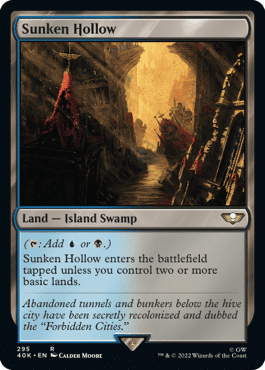 Sunken Hollow
Land — Island Swamp
(: Add or .)
Sunken Hollow enters the battlefield
tapped unless you control two or more
basic lands.
Abandoned tunnels and bunkers below the hive
city have been secretly recolonized and dubbed
the “Forbidden Cities.”
295 R
40K • EN CALDER MOORE
© GW
™ & © 2022 Wizards of the Coast